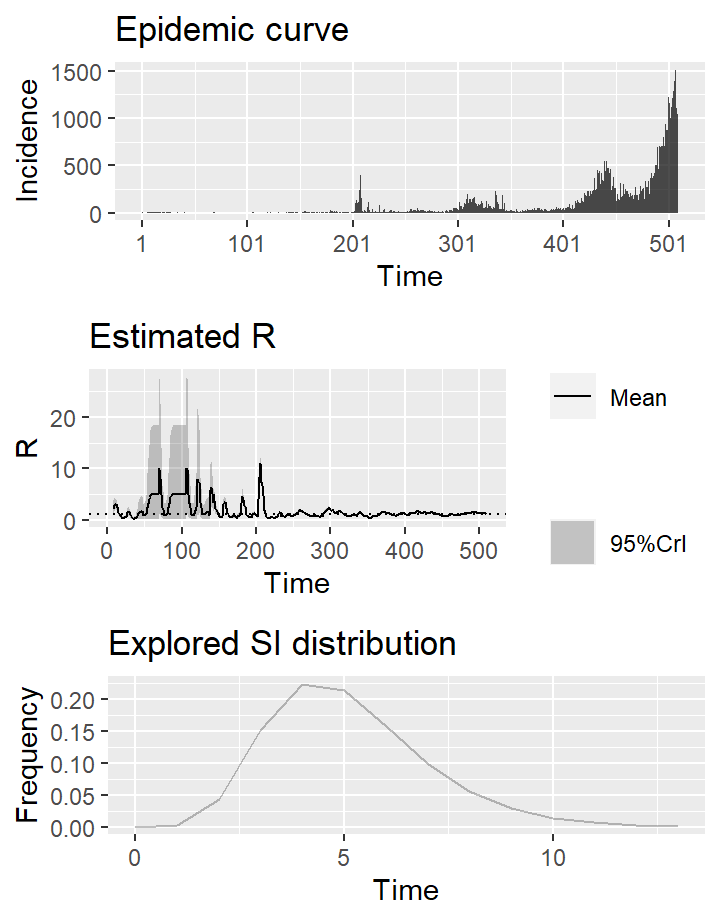 Epidemic curve
Incidence
1500
1000
500
0
1 101 201 301 401 501
Time
Estimated R
R
20
10
0
0 100 200 300 400 500
Time
Mean
95%CrI
Explored SI distribution
Frequency
0.20
0.15
0.10
0.05
0.00
0 5 10
Time